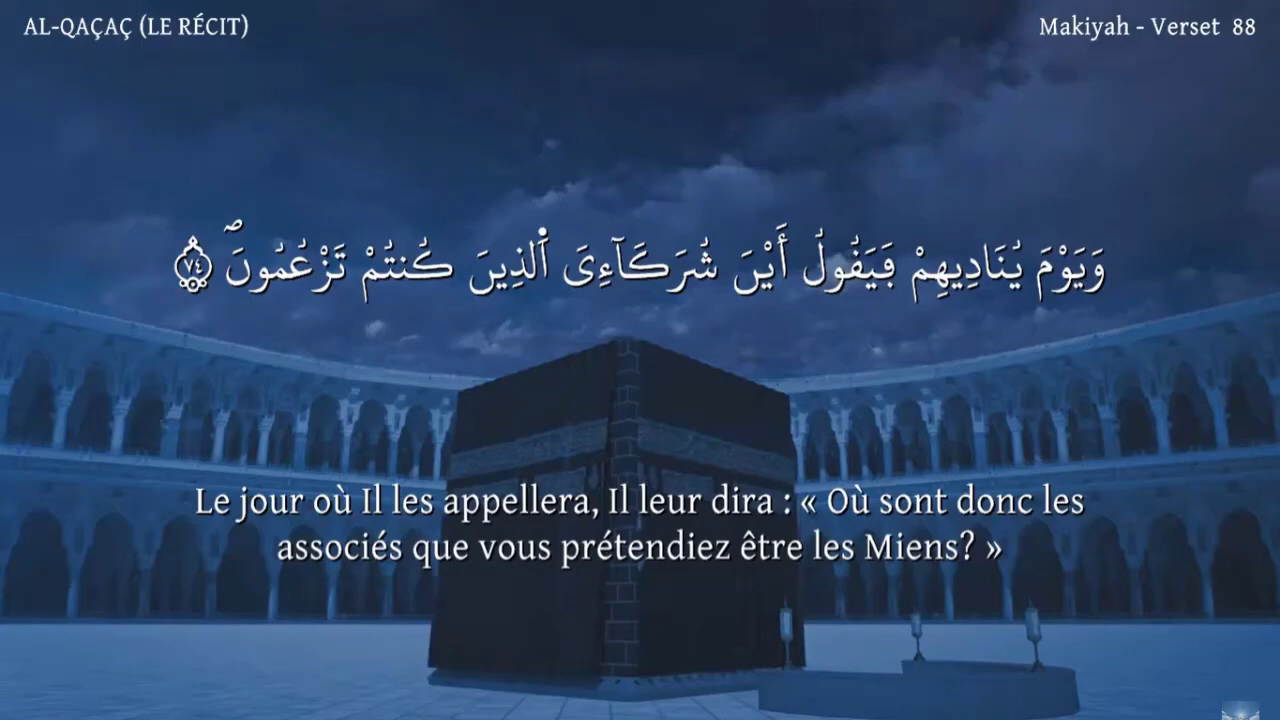 AL-QAÇAÇ (LE RÉCIT)
Makiyah - Verset 88
وَيَوْمَ يُنَادِيهِمْ فَيَقُولُ أَيْنَ شُرَكَآءِىَ ٱلذِينَ كُنتُمْ تَزْعُمُونَۖ ٧٤
Le jour où Il les appellera, Il leur dira : « Où sont donc les
associés que vous prétendiez être les Miens? »